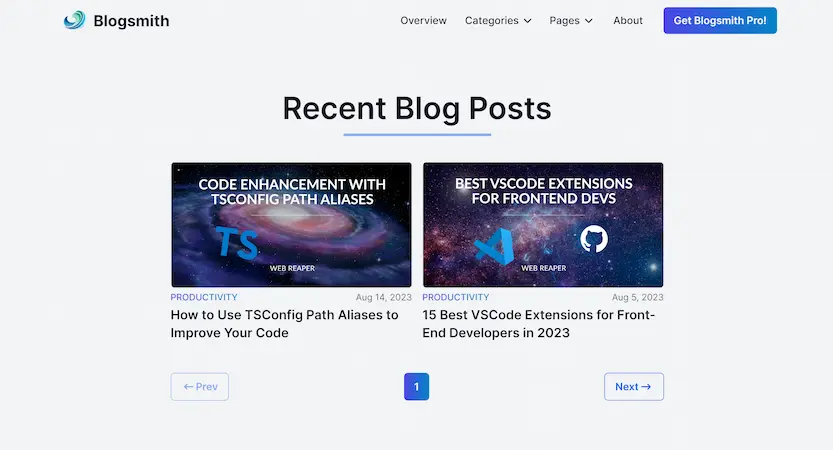 Blogsmith
Overview Categories Pages About Get Blogsmith Pro!
Recent Blog Posts
CODE ENHANCEMENT WITH
TSCONFIG PATH ALIASES
TS
WEB REAPER
BEST VSCODE EXTENSIONS
FOR FRONTEND DEVS
WEB REAPER
PRODUCTIVITY Aug 14, 2023
How to Use TSConfig Path Aliases to
Improve Your Code
PRODUCTIVITY Aug 5, 2023
15 Best VSCode Extensions for Front-
End Developers in 2023
← Prev 1 Next →